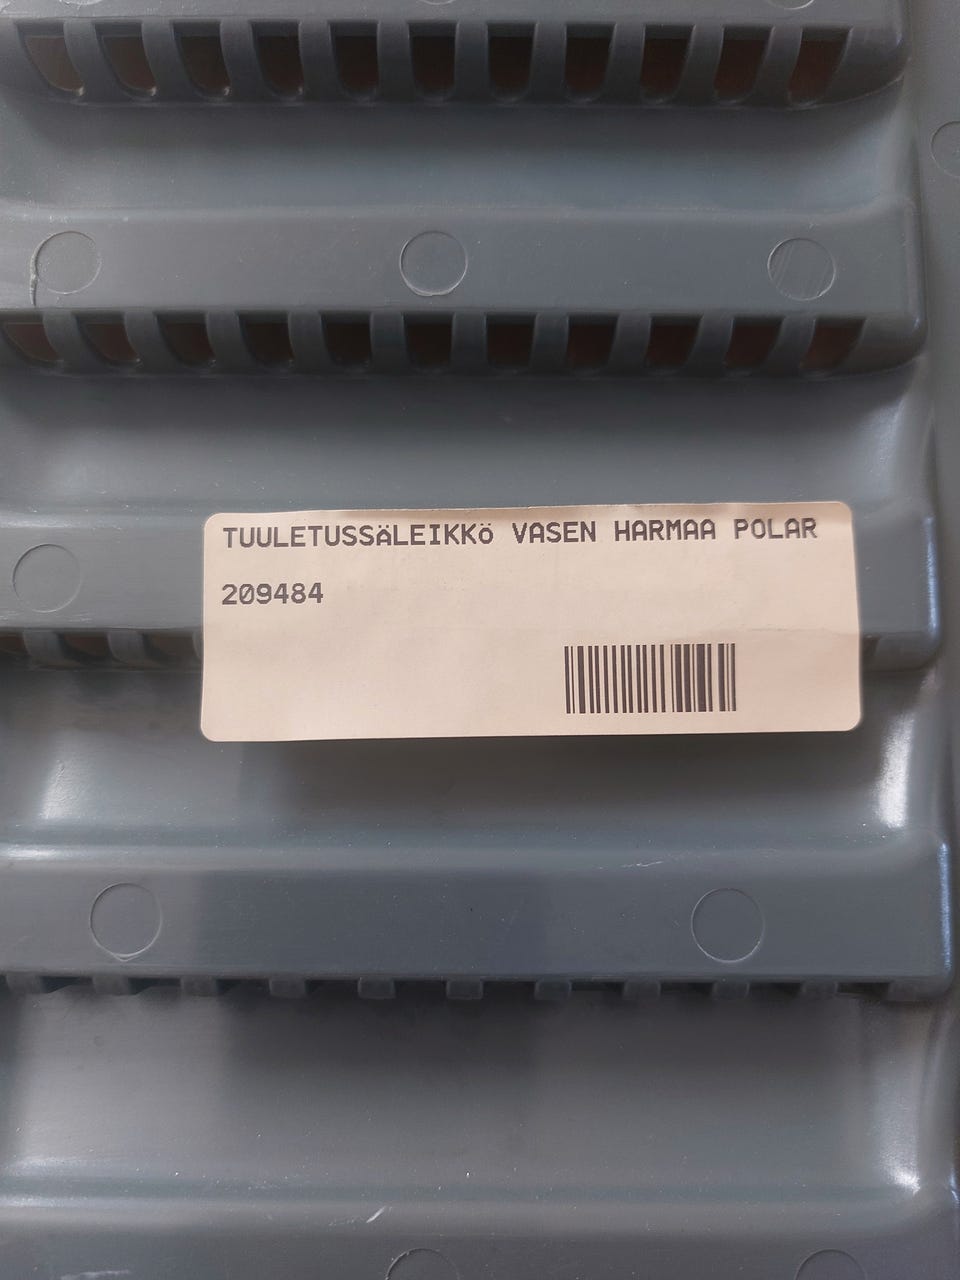 TUULETUSSÄLEIKKÖ VASEN HARMAA POLAR
209484